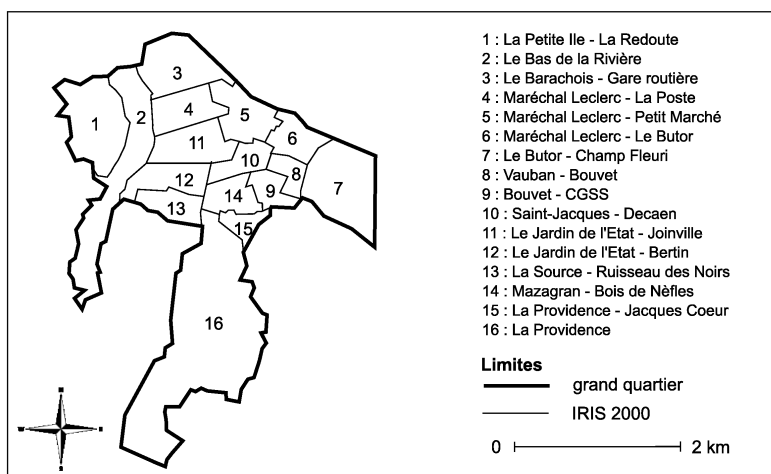 1 : La Petite Ile - La Redoute
2 : Le Bas de la Rivière
3 : Le Barachois - Gare routière
4 : Maréchal Leclerc - La Poste
5 : Maréchal Leclerc - Petit Marché
6 : Maréchal Leclerc - Le Butor
7 : Le Butor - Champ Fleuri
8 : Vauban - Bouvet
9 : Bouvet - CGSS
10 : Saint-Jacques - Decaen
11 : Le Jardin de l'Etat - Joinville
12 : Le Jardin de l'Etat - Bertin
13 : La Source - Ruisseau des Noirs
14 : Mazagran - Bois de Nèfles
15 : La Providence - Jacques Coeur
16 : La Providence
Limites
grand quartier
IRIS 2000
0 2 km
3
4
5
1
2
6
11
10
8
7
12
14
9
13
15
16